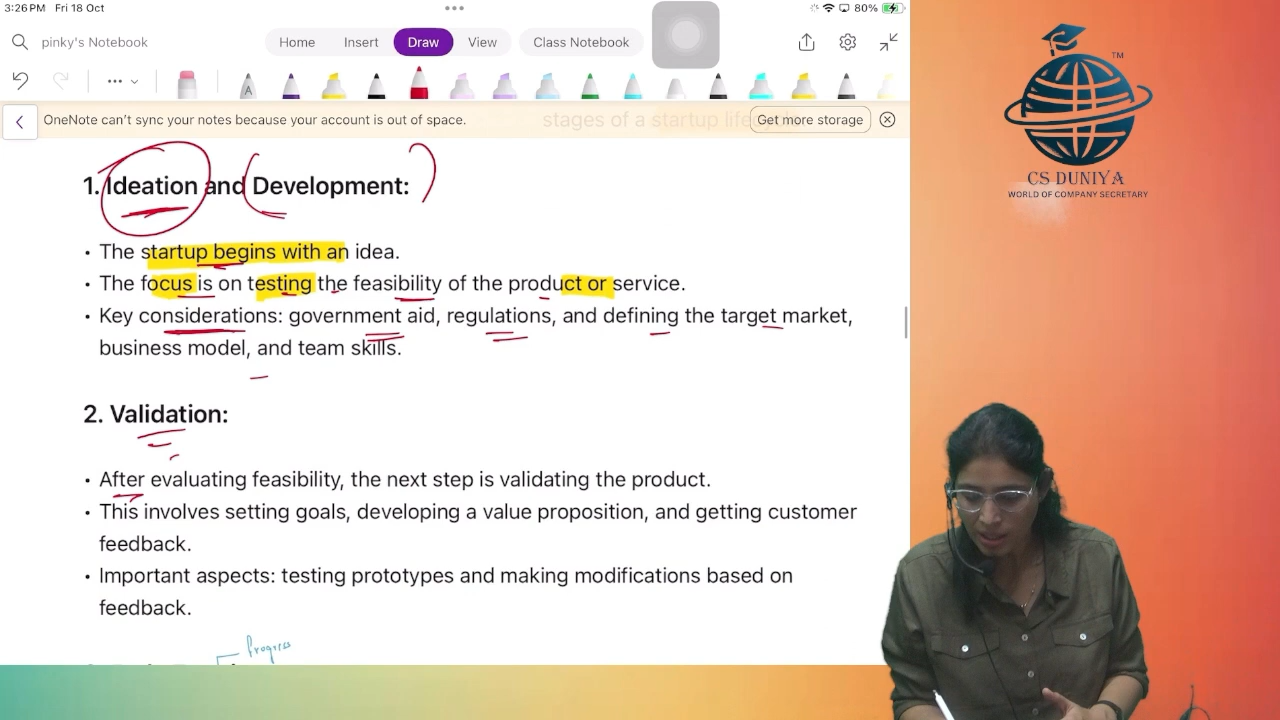 3:26 PM Fri 18 Oct
80%
pinky's Notebook
Home
Insert
Draw
View
Class Notebook
A
OneNote can't sync your notes because your account is out of space.
stages of a startup
Get more storage
1. Ideation and Development:
• The startup begins with an idea.
• The focus is on testing the feasibility of the product or service.
• Key considerations: government aid, regulations, and defining the target market,
business model, and team skills.
2. Validation:
• After evaluating feasibility, the next step is validating the product.
• This involves setting goals, developing a value proposition, and getting customer
feedback.
• Important aspects: testing prototypes and making modifications based on
feedback.
Progress
TM
CS DUNIYA
WORLD OF COMPANY SECRETARY